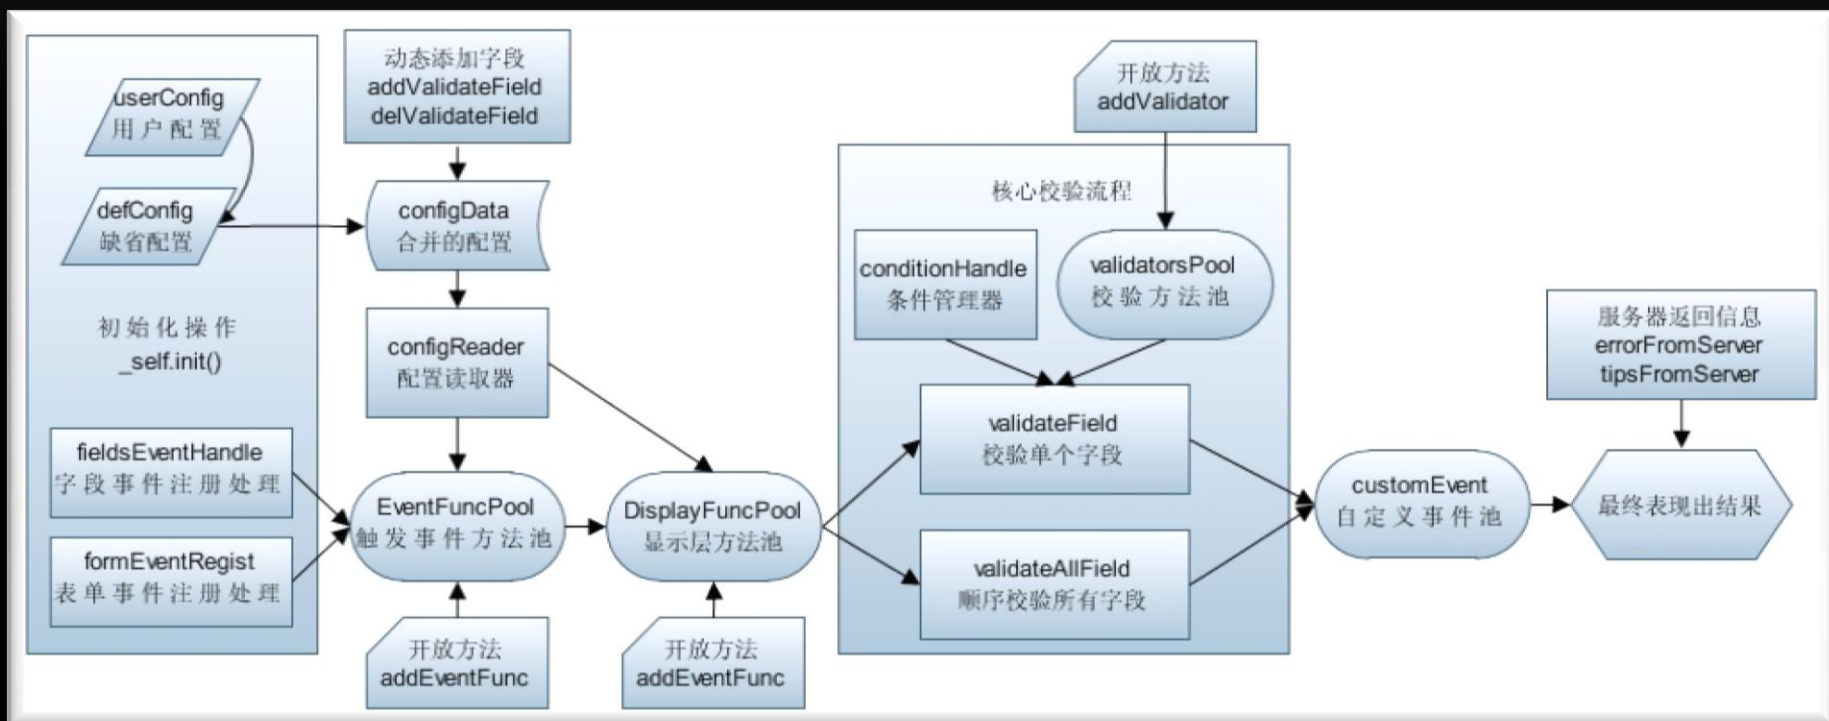 userConfig
用户配置
defConfig
缺省配置
初始化操作
_self.init()
fieldsEventHandle
字段事件注册处理
formEventRegist
表单事件注册处理
动态添加字段
addValidateField
delValidateField
configData
合并的配置
configReader
配置读取器
EventFuncPool
触发事件方法池
开放方法
addEventFunc
DisplayFuncPool
显示层方法池
开放方法
addEventFunc
开放方法
addValidator
核心校验流程
conditionHandle
条件管理器
validatorsPool
校验方法池
validateField
校验单个字段
validateAllField
顺序校验所有字段
customEvent
自定义事件池
服务器返回信息
errorFromServer
tipsFromServer
最终表现出结果